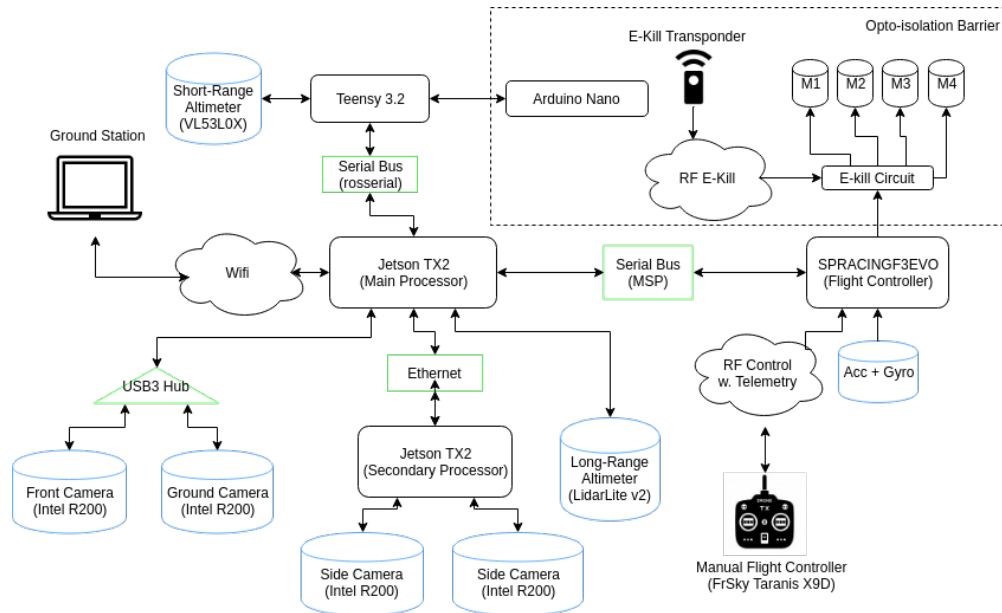 Opto-isolation Barrier
E-Kill Transponder
M1
M2
M3
M4
Short-Range
Altimeter
(VL53L0X)
Teensy 3.2
Arduino Nano
Ground Station
Serial Bus
(rosserial)
RF E-Kill
E-kill Circuit
Wifi
Jetson TX2
(Main Processor)
Serial Bus
(MSP)
SPRACINGF3EVO
(Flight Controller)
USB3 Hub
Ethernet
RF Control
w. Telemetry
Acc + Gyro
Front Camera
(Intel R200)
Ground Camera
(Intel R200)
Jetson TX2
(Secondary Processor)
Long-Range
Altimeter
(LidarLite v2)
DRONE
TX
Side Camera
(Intel R200)
Side Camera
(Intel R200)
Manual Flight Controller
(FrSky Taranis X9D)